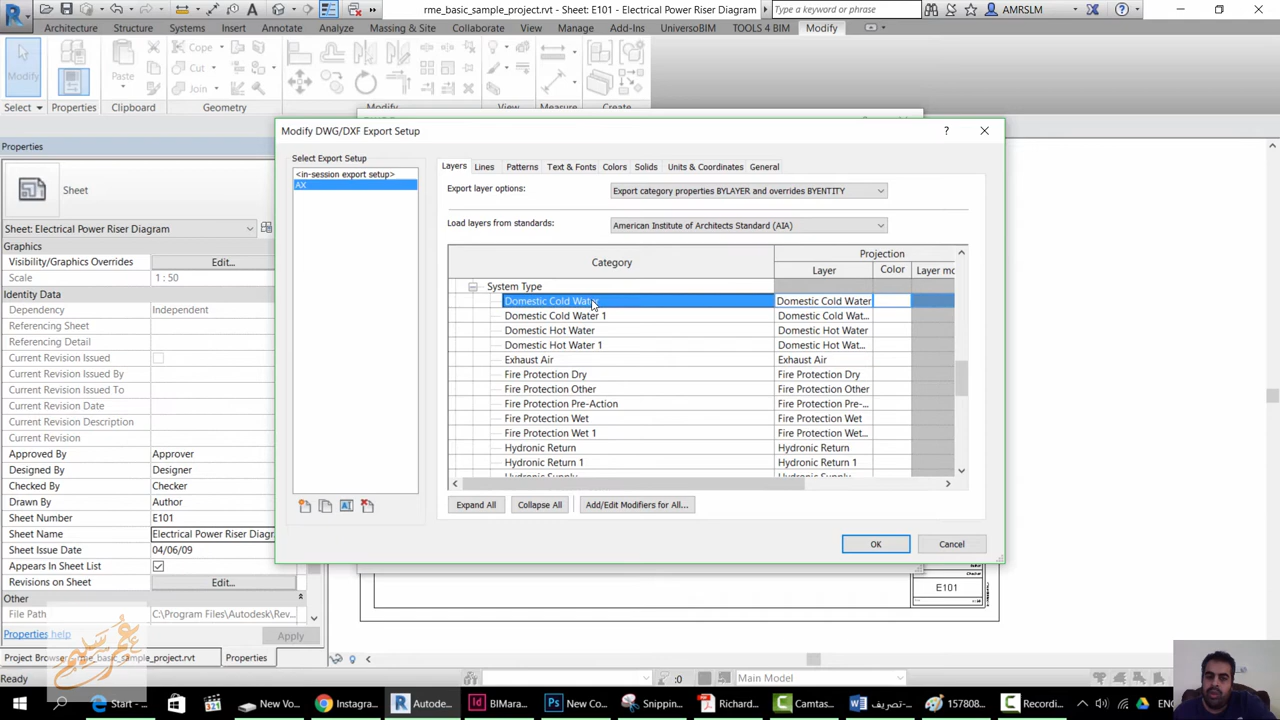 rme_basic_sample_project.rvt - Sheet: E101 - Electrical Power Riser Diagram
Type a keyword or phrase
AMRSLM
Architecture Structure Systems Insert Annotate Analyze Massing & Site Collaborate View Manage Add-Ins UniversoBIM TOOLS 4 BIM Modify
Modify
Properties
Paste
Cope
Cut
Join
Select Properties Clipboard Geometry Modify View Measure Create
Properties
Sheet
Sheet: Electrical Power Riser Diagram
Graphics
Visibility/Graphics Overrides Edit...
Scale 1 : 50
Identity Data
Dependency Independent
Referencing Sheet
Referencing Detail
Current Revision Issued
Current Revision Issued By
Current Revision Issued To
Current Revision Date
Current Revision Description
Current Revision
Approved By Approver
Designed By Designer
Checked By Checker
Drawn By Author
Sheet Number E101
Sheet Name Electrical Power Riser Diagr
Sheet Issue Date 04/06/09
Appears In Sheet List
Revisions on Sheet Edit...
Other
File Path C:\Program Files\Autodesk\Rev...
Properties help Apply
rme_basic_sample_project.rvt Properties
Ready
:0 Main Model
Modify DWG/DXF Export Setup
Select Export Setup
<in-session export setup>
AX
Layers Lines Patterns Text & Fonts Colors Solids Units & Coordinates General
Export layer options: Export category properties BYLAYER and overrides BYENTITY
Load layers from standards: American Institute of Architects Standard (AIA)
Category Projection
Layer Color Layer mo
System Type
Domestic Cold Water Domestic Cold Water
Domestic Cold Water 1 Domestic Cold Wat...
Domestic Hot Water Domestic Hot Water
Domestic Hot Water 1 Domestic Hot Wat...
Exhaust Air Exhaust Air
Fire Protection Dry Fire Protection Dry
Fire Protection Other Fire Protection Other
Fire Protection Pre-Action Fire Protection Pre-...
Fire Protection Wet Fire Protection Wet
Fire Protection Wet 1 Fire Protection Wet...
Hydronic Return Hydronic Return
Hydronic Return 1 Hydronic Return 1
Expand All Collapse All Add/Edit Modifiers for All...
OK Cancel
Checker
E101
Start - New Vo Instagra Autode.. BIMara New Co Snippin Richard Camtas تصريف- 157808 Recordi ENG